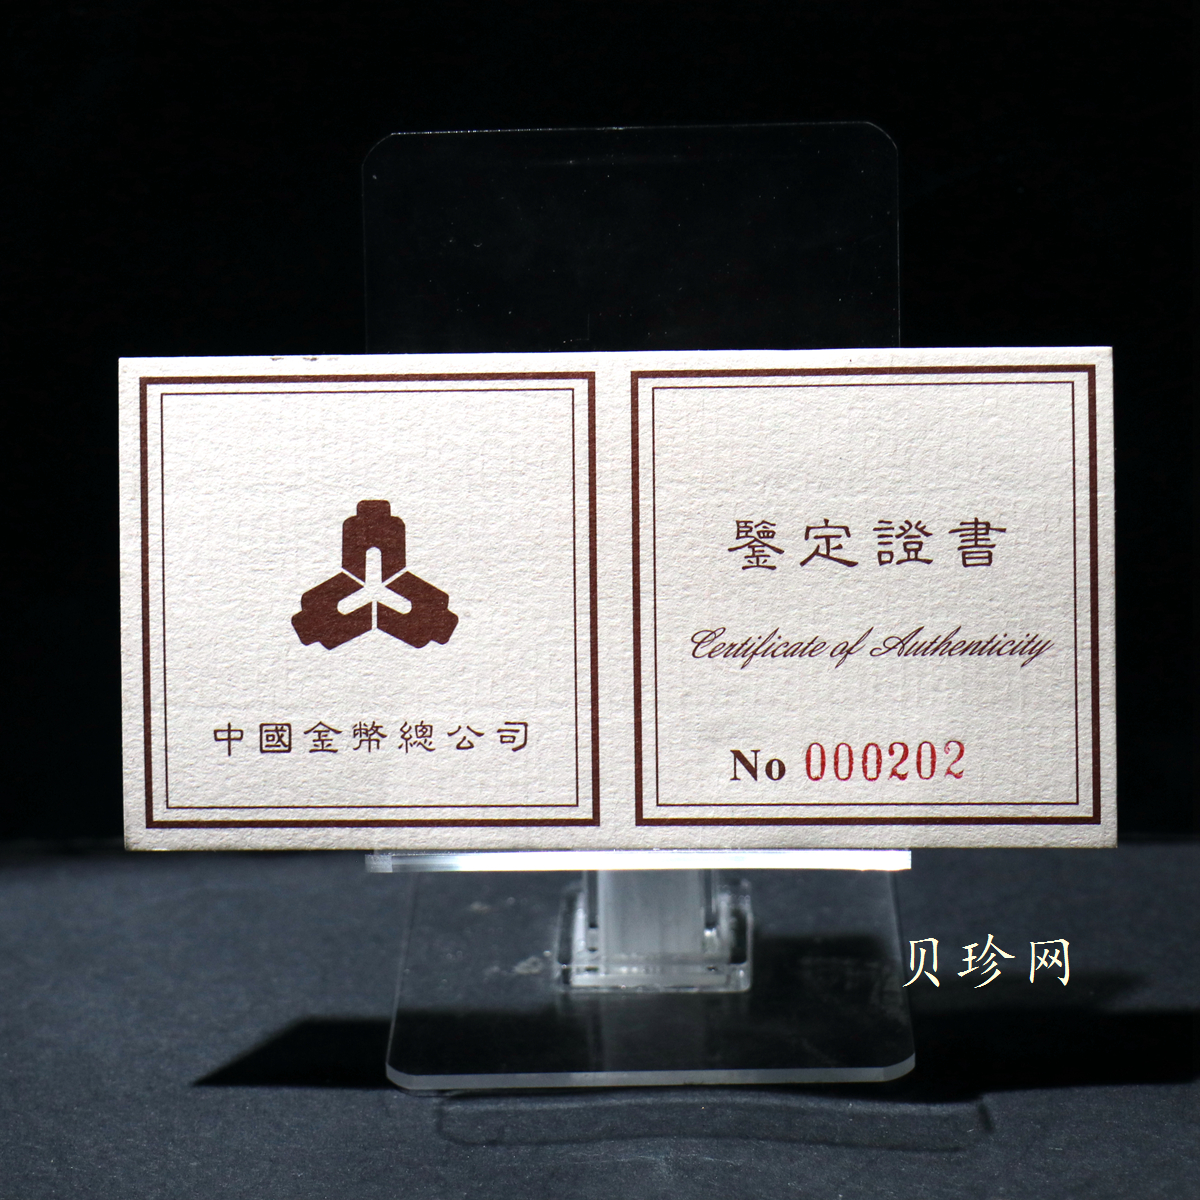 中國金幣總公司
鑒定證書
Certificate of Authenticity
No 000202
贝珍网